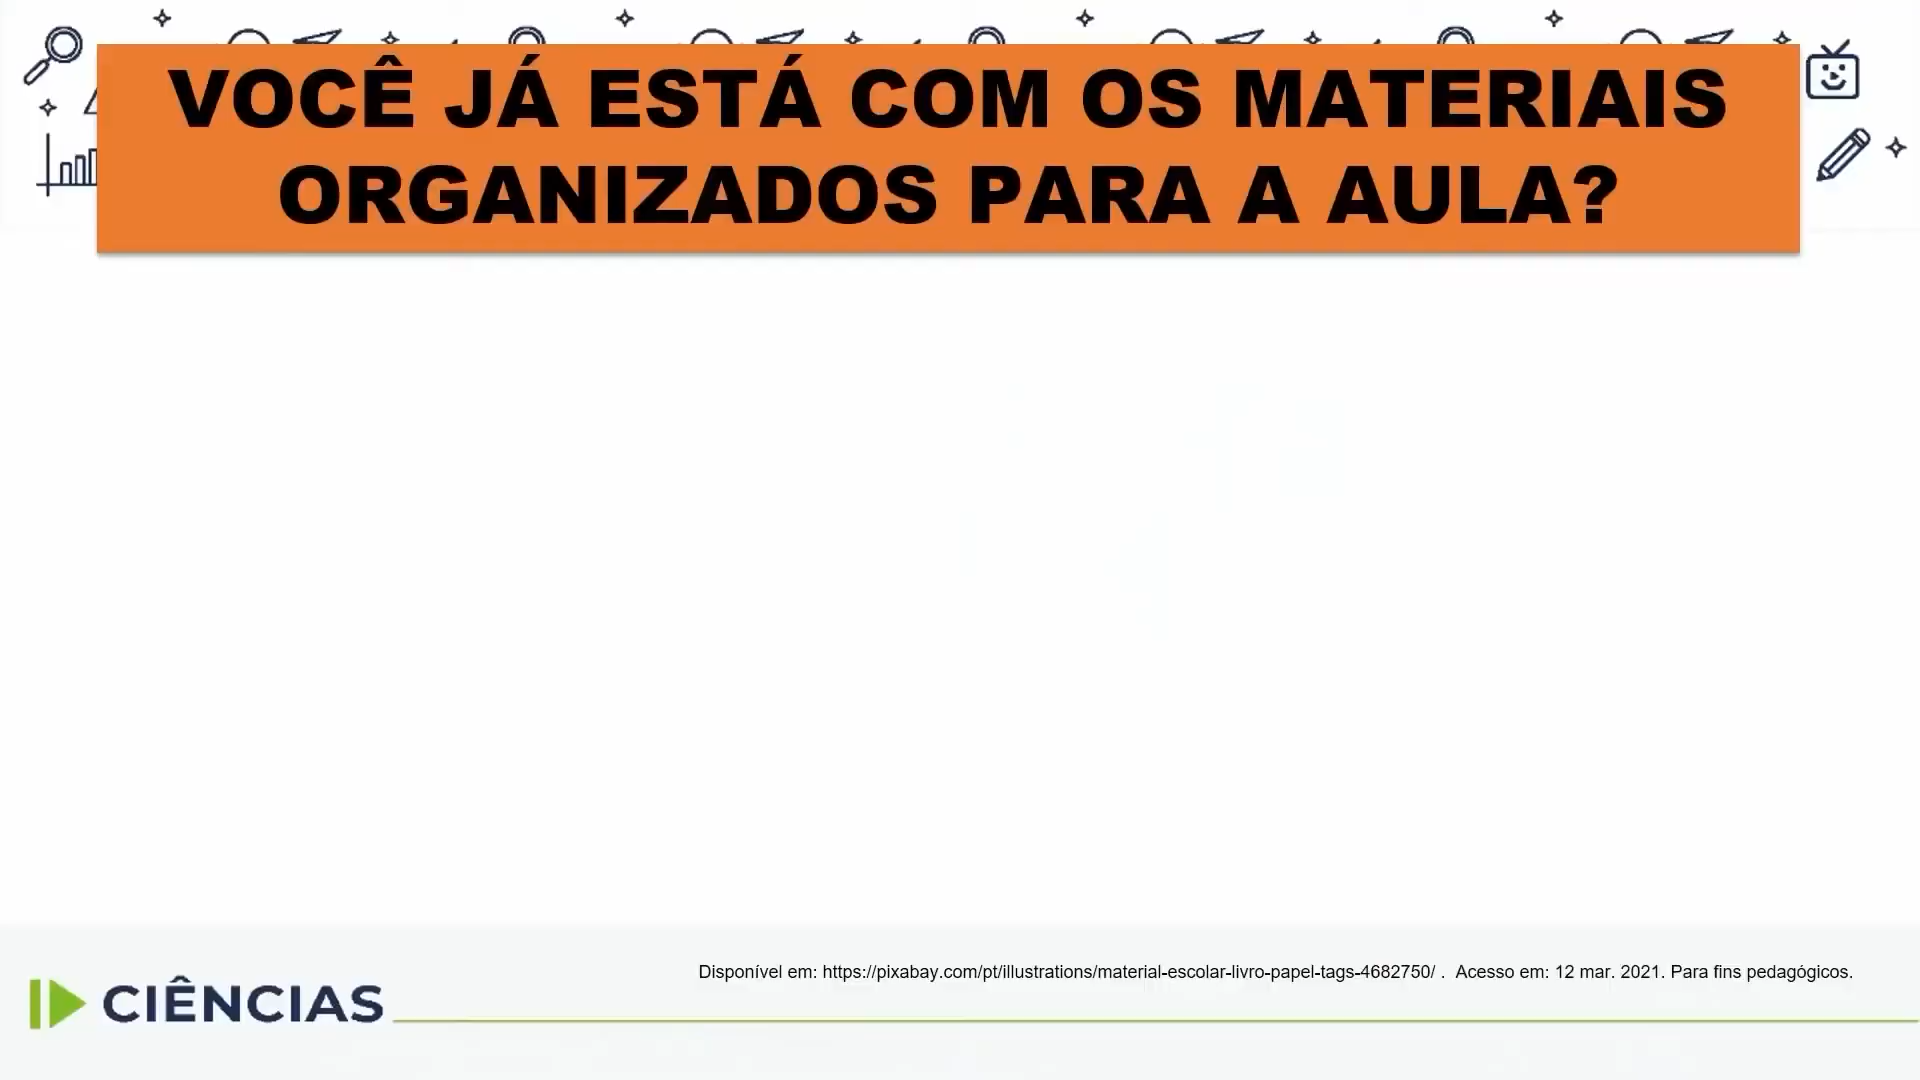 VOCÊ JÁ ESTÁ COM OS MATERIAIS
ORGANIZADOS PARA A AULA?
Disponível em: https://pixabay.com/pt/illustrations/material-escolar-livro-papel-tags-4682750/ . Acesso em: 12 mar. 2021. Para fins pedagógicos.
CIÊNCIAS